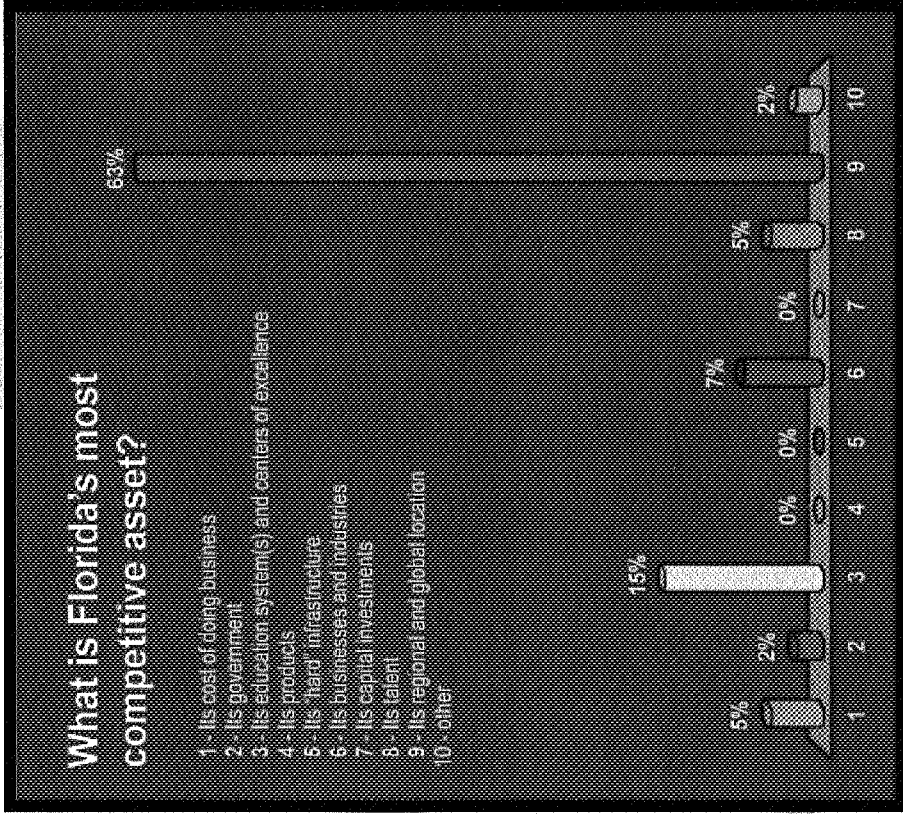 What is Florida's most
competitive asset?
1 - Its cost of doing business
2 - Its government
3 - Its education system(s) and centers of excellence
4 - Its products
5 - Its "hard" infrastructure
6 - Its businesses and industries
7 - Its capital investments
8 - Its talent
9 - Its regional and global location
10 - other
5%
2%
15%
0%
0%
7%
0%
5%
63%
2%
1
2
3
4
5
6
7
8
9
10